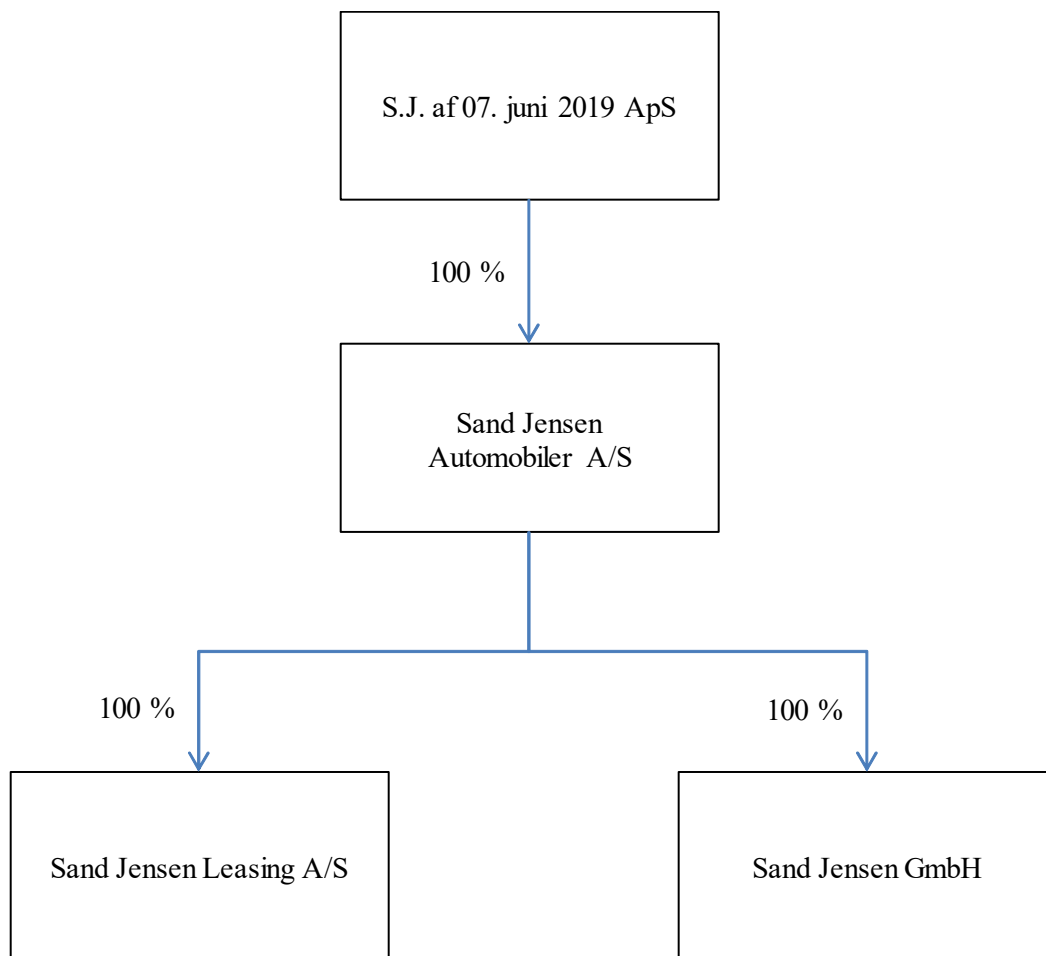 S.J. af 07. juni 2019 ApS
100 %
Sand Jensen
Automobiler A/S
100 %
100 %
Sand Jensen Leasing A/S
Sand Jensen GmbH